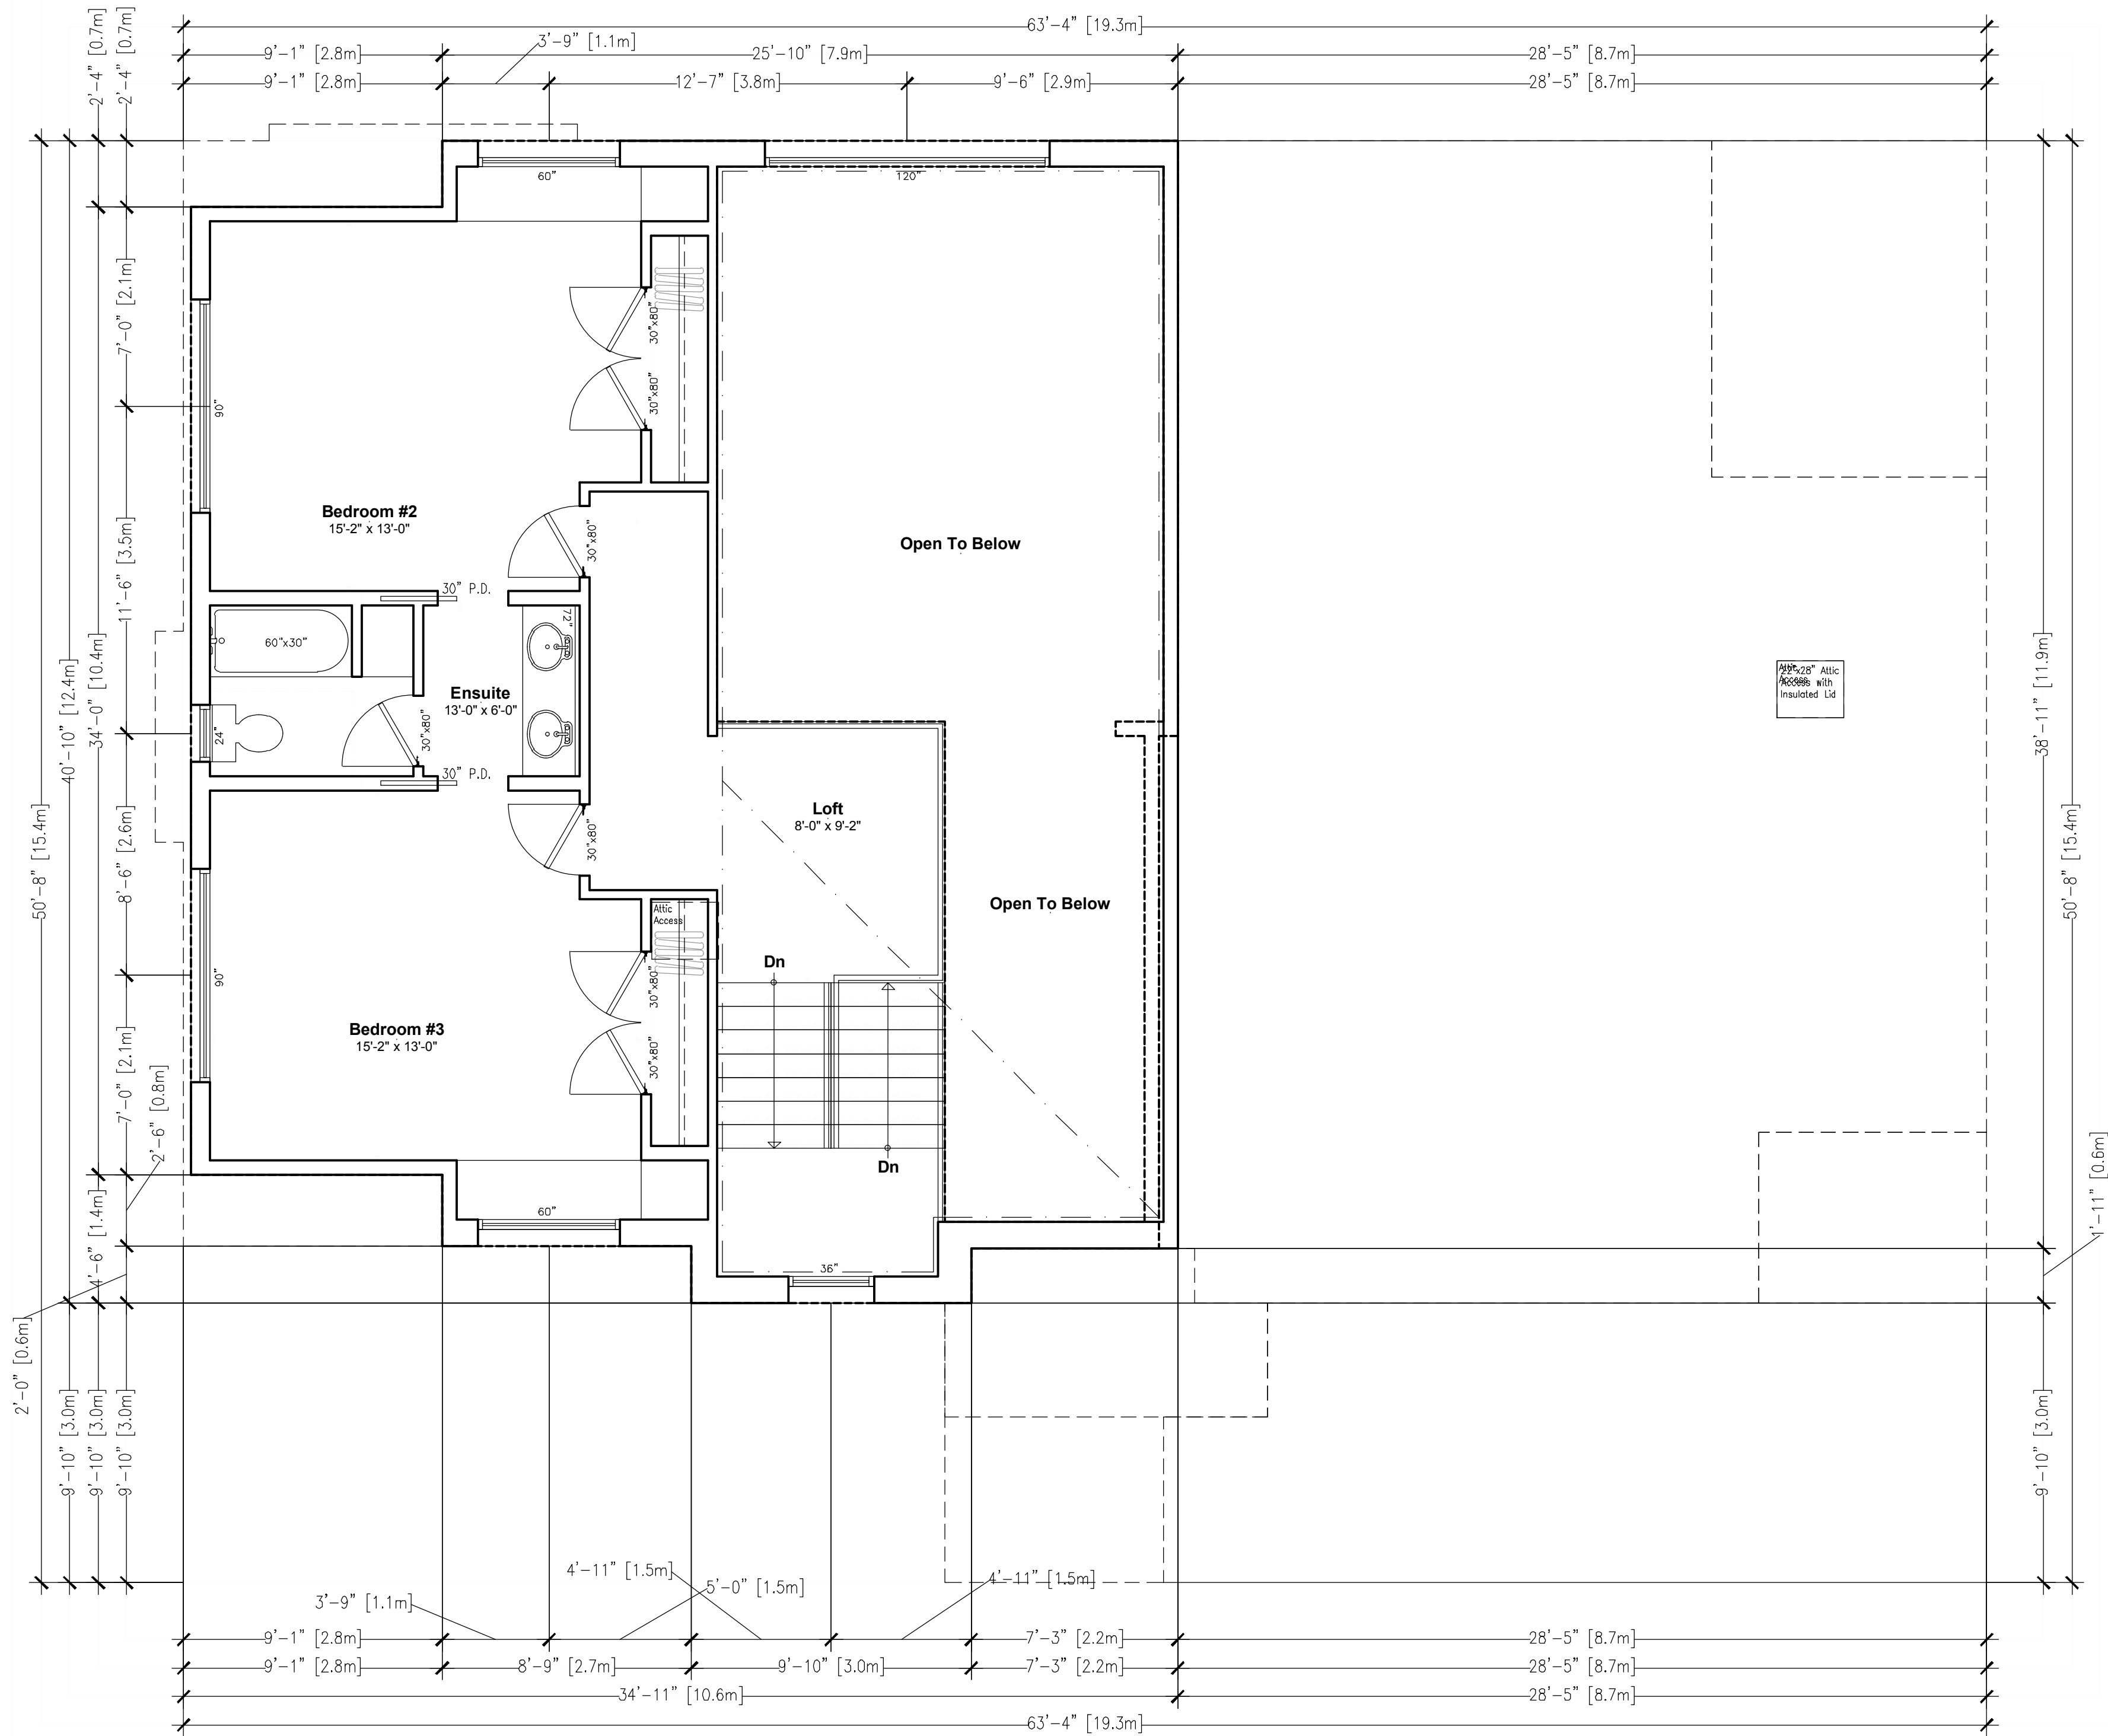 63'-4" [19.3m]
9'-1" [2.8m]
3'-9" [1.1m]
25'-10" [7.9m]
28'-5" [8.7m]
9'-1" [2.8m]
12'-7" [3.8m]
9'-6" [2.9m]
28'-5" [8.7m]
2'-4" [0.7m]
2'-4" [0.7m]
60"
120"
7'-0" [2.1m]
30"x80"
30"x80"
90"
Bedroom #2
15'-2" x 13'-0"
11'-6" [3.5m]
30"x80"
Open To Below
30" P.D.
72"
60"x30"
Ensuite
13'-0" x 6'-0"
24"
30"x80"
30" P.D.
34'-0" [10.4m]
40'-10" [12.4m]
50'-8" [15.4m]
8'-6" [2.6m]
30"x80"
Loft
8'-0" x 9'-2"
Open To Below
Attic
Access
22"x28" Attic
Access with
Insulated Lid
Attic
Access
38'-11" [11.9m]
50'-8" [15.4m]
90"
30"x80"
30"x80"
Bedroom #3
15'-2" x 13'-0"
Dn
Dn
7'-0" [2.1m]
2'-6" [0.8m]
4'-6" [1.4m]
60"
36"
1'-11" [0.6m]
2'-0" [0.6m]
9'-10" [3.0m]
9'-10" [3.0m]
9'-10" [3.0m]
9'-10" [3.0m]
4'-11" [1.5m]
5'-0" [1.5m]
4'-11" [1.5m]
3'-9" [1.1m]
9'-1" [2.8m]
7'-3" [2.2m]
28'-5" [8.7m]
9'-1" [2.8m]
8'-9" [2.7m]
9'-10" [3.0m]
7'-3" [2.2m]
28'-5" [8.7m]
34'-11" [10.6m]
28'-5" [8.7m]
63'-4" [19.3m]